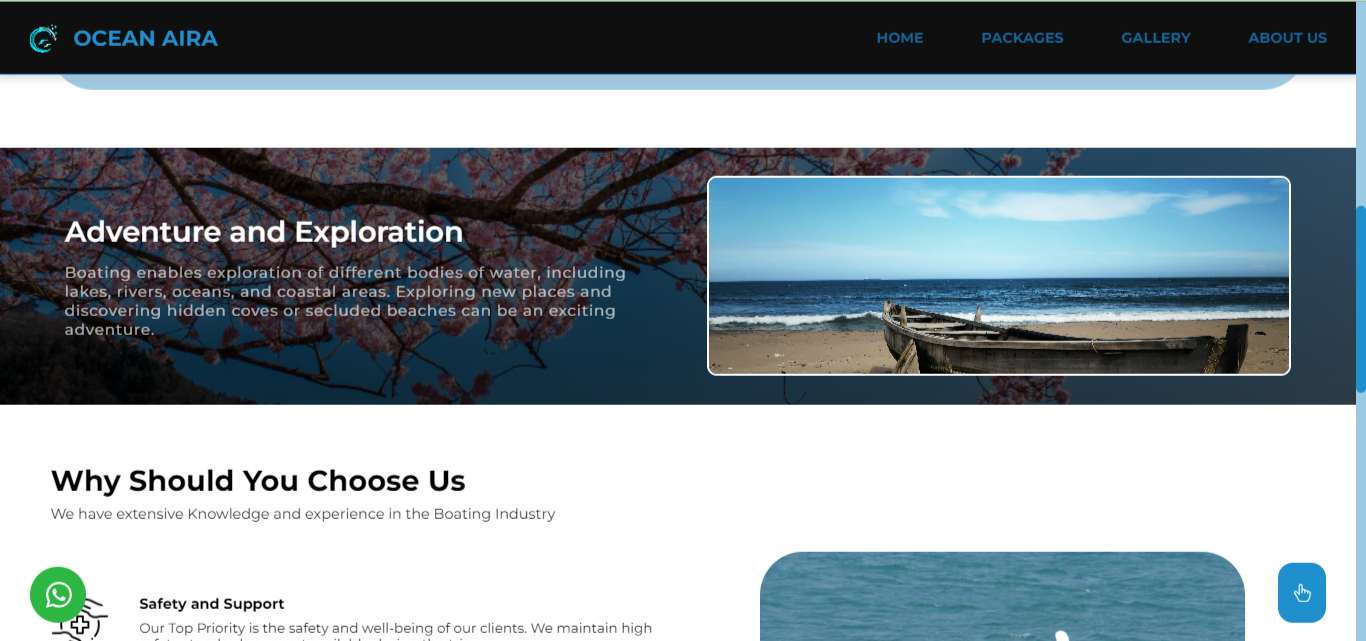 OCEAN AIRA
HOME
PACKAGES
GALLERY
ABOUT US
Adventure and Exploration
Boating enables exploration of different bodies of water, including
lakes, rivers, oceans, and coastal areas. Exploring new places and
discovering hidden coves or secluded beaches can be an exciting
adventure.
Why Should You Choose Us
We have extensive Knowledge and experience in the Boating Industry
Safety and Support
Our Top Priority is the safety and well-being of our clients. We maintain high